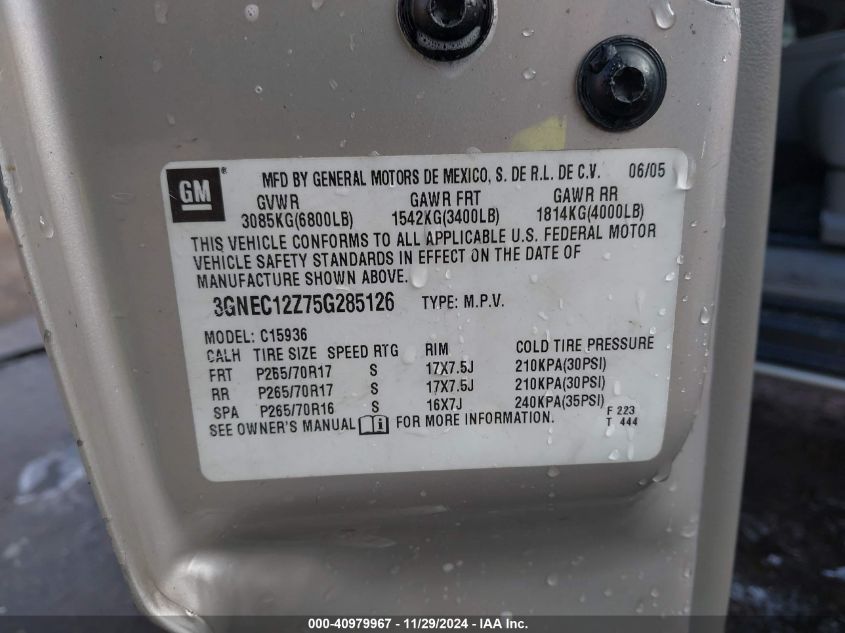 GM ® MFD BY GENERAL MOTORS DE MEXICO, S. DE R.L. DE C.V. 06/05
GVWR GAWR FRT GAWR RR
3085KG(6800LB) 1542KG(3400LB) 1814KG(4000LB)
THIS VEHICLE CONFORMS TO ALL APPLICABLE U.S. FEDERAL MOTOR
VEHICLE SAFETY STANDARDS IN EFFECT ON THE DATE OF
MANUFACTURE SHOWN ABOVE.
3GNEC12Z75G285126 TYPE: M.P.V.
MODEL: C15936
CALH TIRE SIZE SPEED RTG RIM COLD TIRE PRESSURE
FRT P265/70R17 S 17X7.5J 210KPA(30PSI)
RR P265/70R17 S 17X7.5J 210KPA(30PSI)
SPA P265/70R16 S 16X7J 240KPA(35PSI)
SEE OWNER'S MANUAL FOR MORE INFORMATION.
F 223
T 444
000-40979967 - 11/29/2024 - IAA Inc.